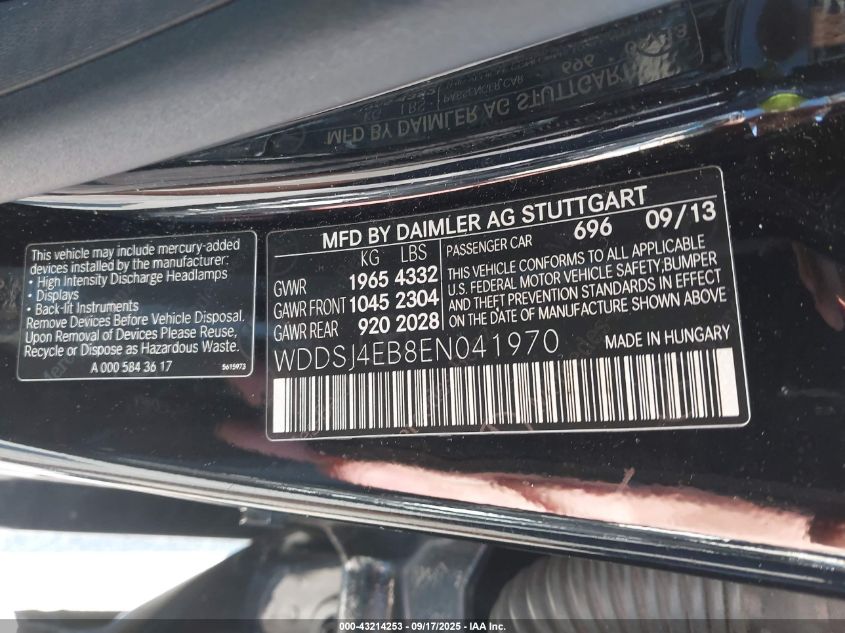 MFD BY DAIMLER AG STUTTGART
696 09/13
KG LBS
PASSENGER CAR
GVWR 1965 4332
GAWR FRONT 1045 2304
GAWR REAR 920 2028
THIS VEHICLE CONFORMS TO ALL APPLICABLE
U.S. FEDERAL MOTOR VEHICLE SAFETY,BUMPER
AND THEFT PREVENTION STANDARDS IN EFFECT
ON THE DATE OF MANUFACTURE SHOWN ABOVE
WDDSJ4EB8EN041970
MADE IN HUNGARY
This vehicle may include mercury-added
devices installed by the manufacturer:
• High Intensity Discharge Headlamps
• Displays
• Back-lit Instruments
Remove Devices Before Vehicle Disposal.
Upon Removal of Devices Please Reuse,
Recycle or Dispose as Hazardous Waste.
A 000 584 36 17
5615973
000-43214253 - 09/17/2025 - IAA Inc.